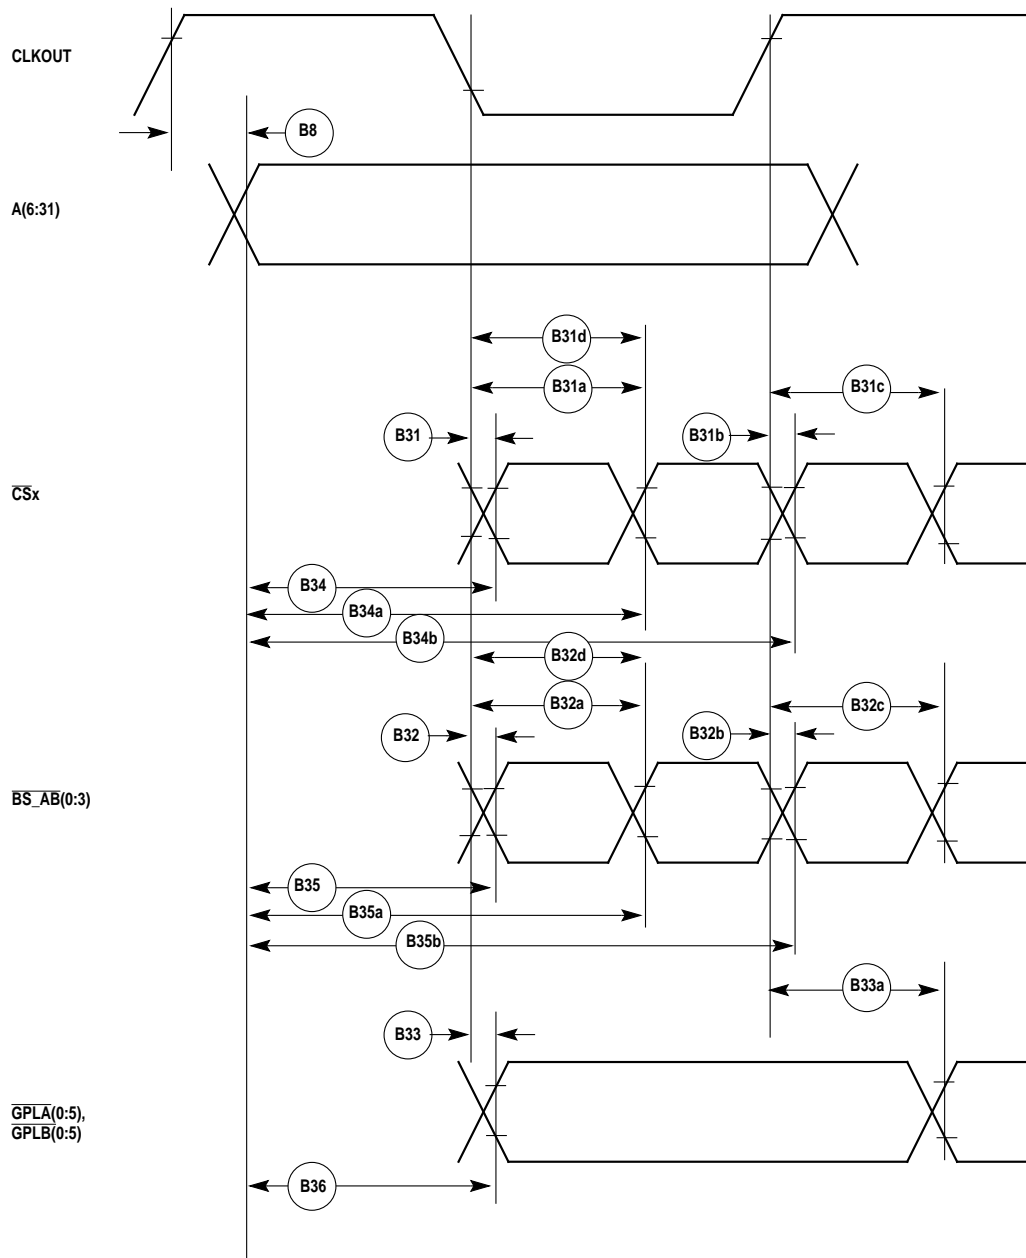 CLKOUT
B8
A(6:31)
B31d
B31a
B31c
B31
B31b
CSx
B34
B34a
B34b
B32d
B32a
B32c
B32
B32b
BS_AB(0:3)
B35
B35a
B35b
B33a
B33
GPLA(0:5),
GPLB(0:5)
B36